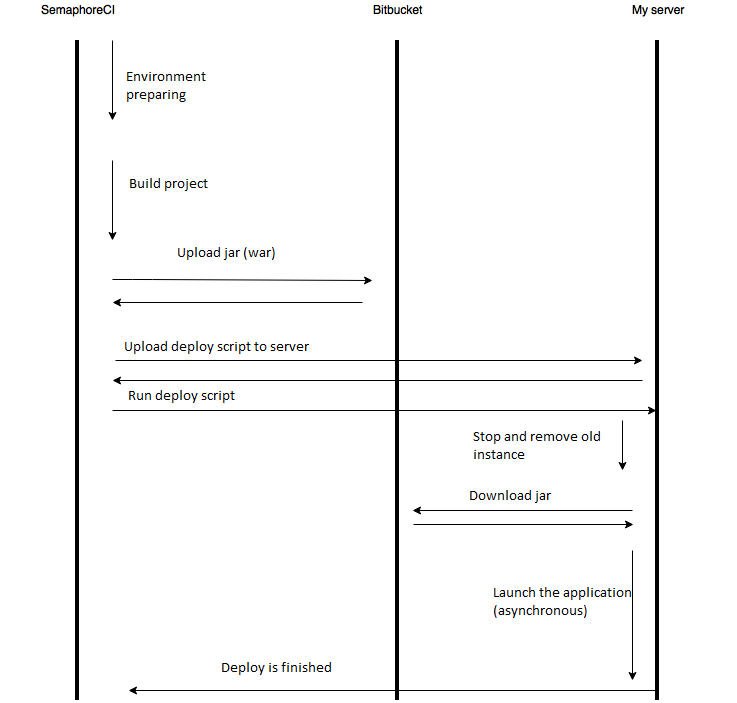 SemaphoreCI
Bitbucket
My server
Environment
preparing
Build project
Upload jar (war)
Upload deploy script to server
Run deploy script
Stop and remove old
instance
Download jar
Launch the application
(asynchronous)
Deploy is finished